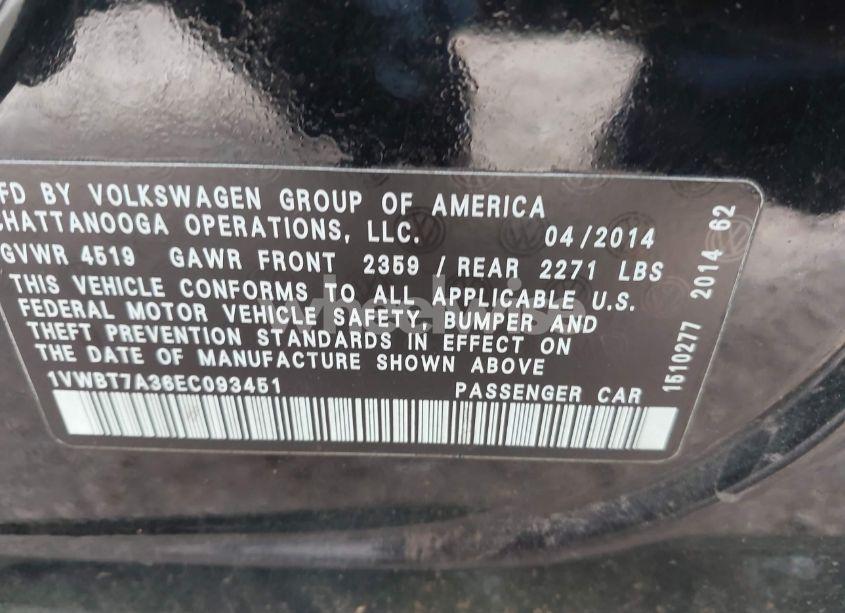 FD BY VOLKSWAGEN GROUP OF AMERICA
CHATTANOOGA OPERATIONS, LLC. 04/2014
GVWR 4519 GAWR FRONT 2359 / REAR 2271 LBS
THIS VEHICLE CONFORMS TO ALL APPLICABLE U.S.
FEDERAL MOTOR VEHICLE SAFETY, BUMPER AND
THEFT PREVENTION STANDARDS IN EFFECT ON
THE DATE OF MANUFACTURE SHOWN ABOVE
1VWBT7A36EC093451 PASSENGER CAR
1510277 2014 62